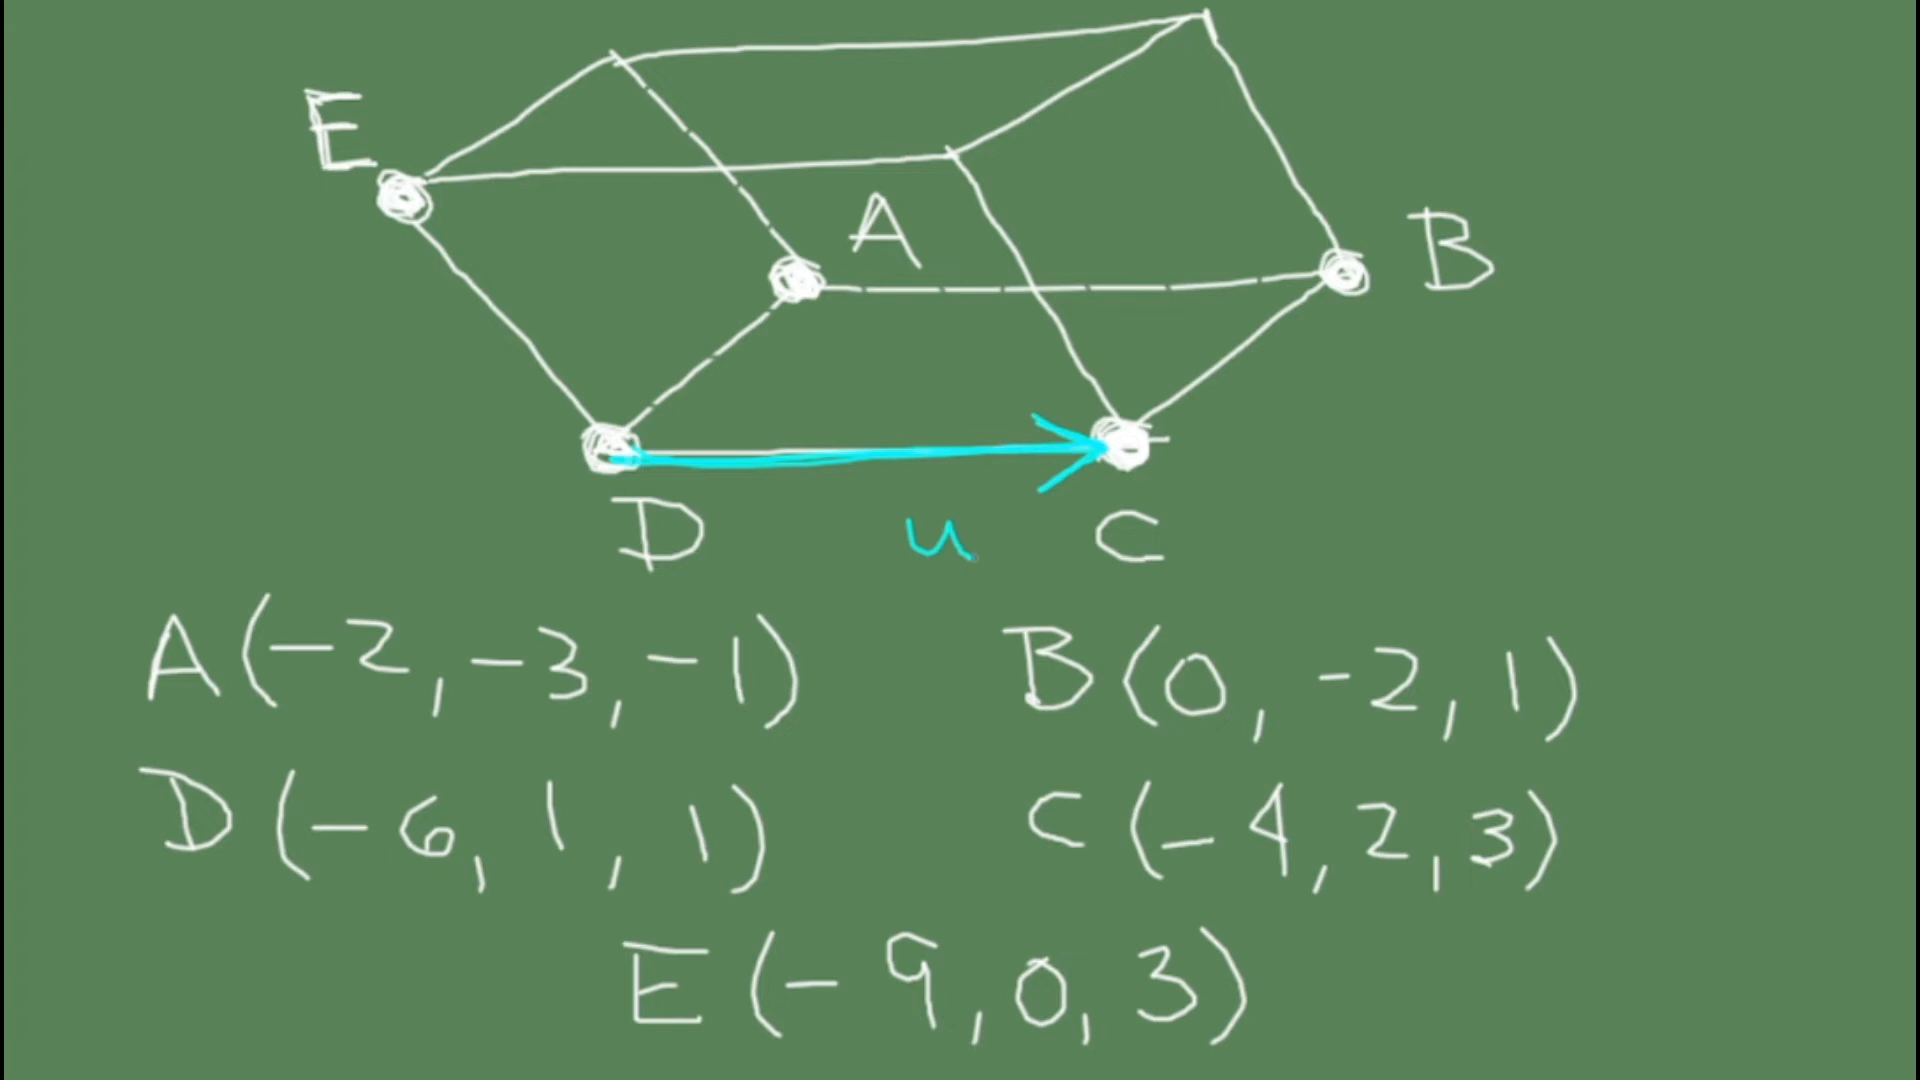 E
A
B
D
u
C
A(-2,-3,-1) B(0,-2,1)
D(-6,1,1) C(-4,2,3)
E(-9,0,3)